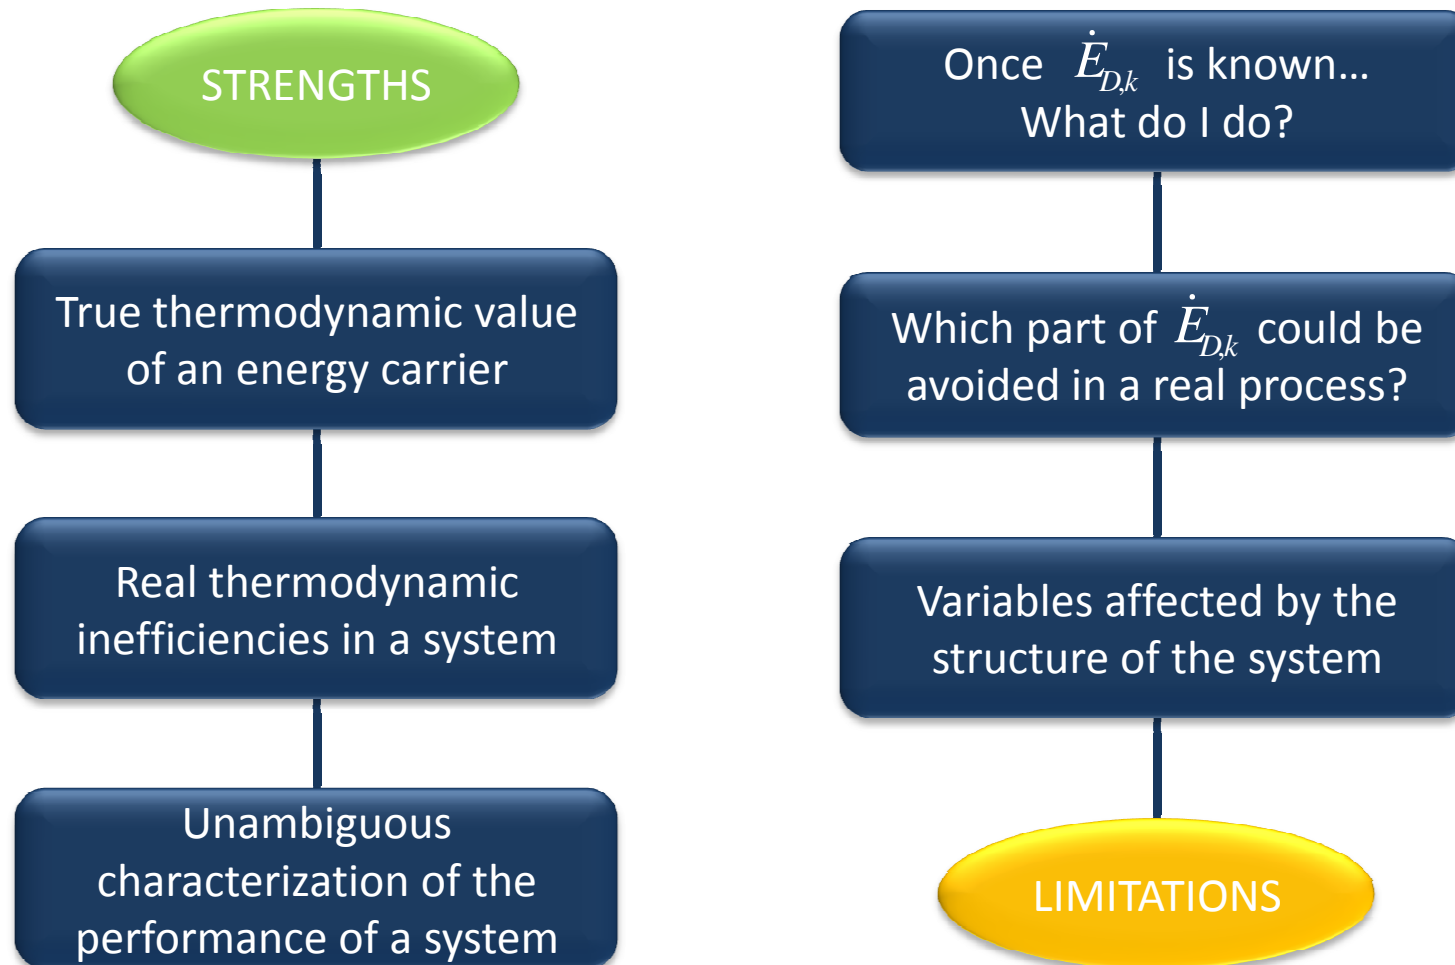 STRENGTHS
True thermodynamic value
of an energy carrier
Real thermodynamic
inefficiencies in a system
Unambiguous
characterization of the
performance of a system
Once Ė_{D,k} is known…
What do I do?
Which part of Ė_{D,k} could be
avoided in a real process?
Variables affected by the
structure of the system
LIMITATIONS